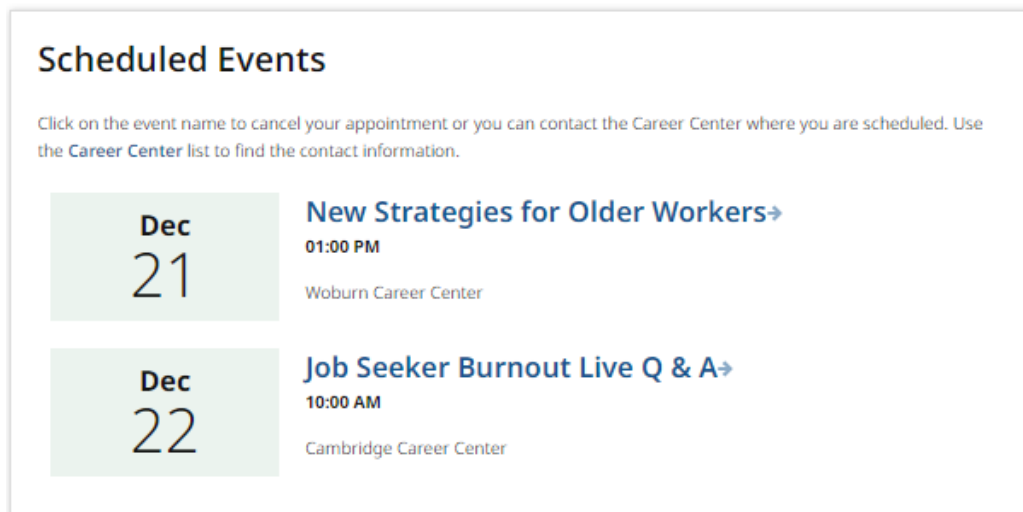 Scheduled Events
Click on the event name to cancel your appointment or you can contact the Career Center where you are scheduled. Use
the Career Center list to find the contact information.
Dec
21
New Strategies for Older Workers→
01:00 PM
Woburn Career Center
Dec
22
Job Seeker Burnout Live Q & A→
10:00 AM
Cambridge Career Center